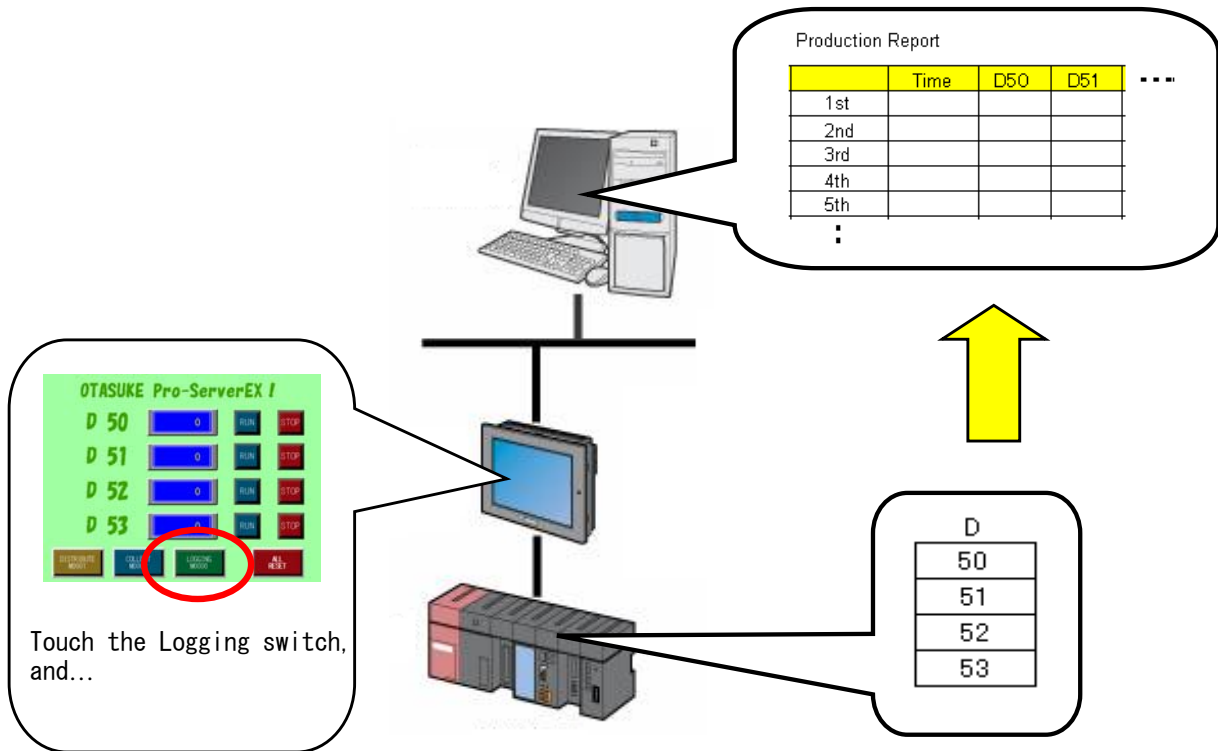 Production Report
Time D50 D51
1st
2nd
3rd
4th
5th
OTASUKE Pro-ServerEX !
D 50 0 RUN STOP
D 51 0 RUN STOP
D 52 0 RUN STOP
D 53 0 RUN STOP
LOGGING
ALL
RESET
Touch the Logging switch,
and...
D
50
51
52
53